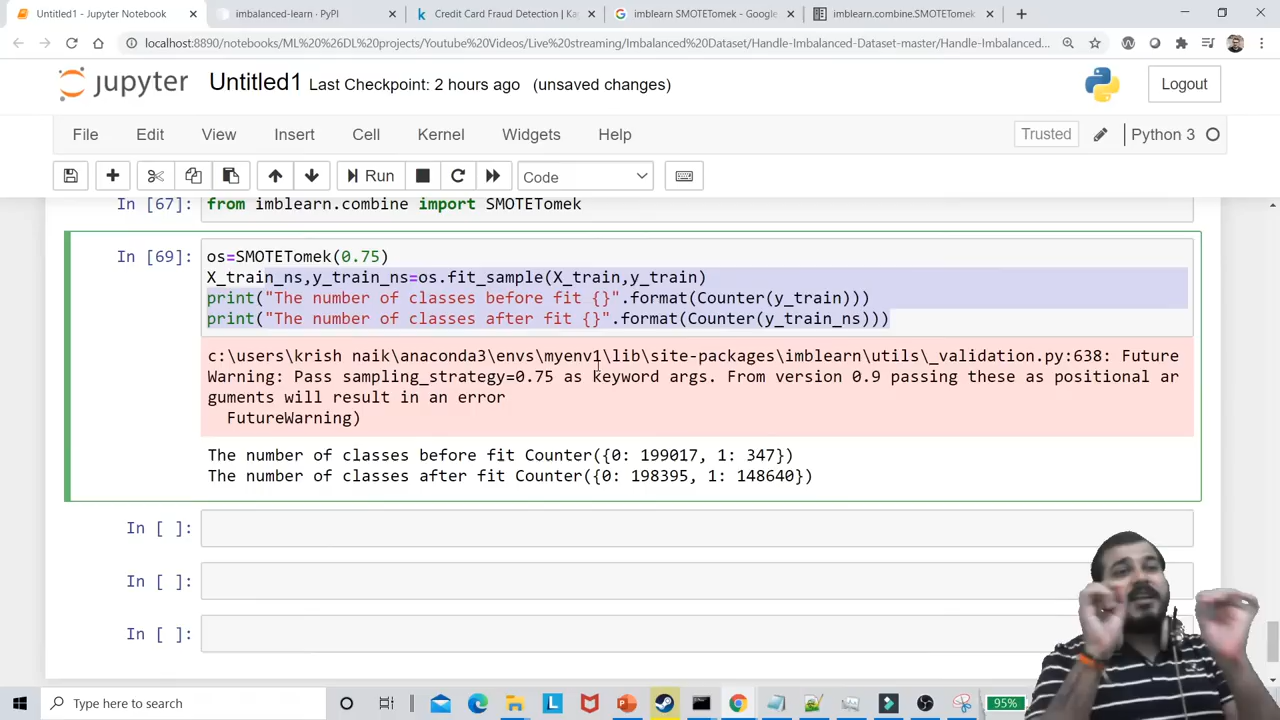 Untitled1 - Jupyter Notebook
imbalanced-learn · PyPI
Credit Card Fraud Detection | Ka
imblearn SMOTETomek - Google
imblearn.combine.SMOTETomek
localhost:8890/notebooks/ML%20%26%20DL%20projects/Youtube%20Videos/Live%20streaming/Imbalanced%20Dataset/Handle-Imbalanced-Dataset-master/Handle-Imbalanced...
jupyter Untitled1 Last Checkpoint: 2 hours ago (unsaved changes)
Logout
File Edit View Insert Cell Kernel Widgets Help
Trusted
Python 3
Run
Code
In [67]: from imblearn.combine import SMOTETomek
In [69]: os=SMOTETomek(0.75)
X_train_ns,y_train_ns=os.fit_sample(X_train,y_train)
print("The number of classes before fit {}".format(Counter(y_train)))
print("The number of classes after fit {}".format(Counter(y_train_ns)))
c:\users\krish naik\anaconda3\envs\myenv1\lib\site-packages\imblearn\utils\_validation.py:638: Future
Warning: Pass sampling_strategy=0.75 as keyword args. From version 0.9 passing these as positional ar
guments will result in an error
FutureWarning)
The number of classes before fit Counter({0: 199017, 1: 347})
The number of classes after fit Counter({0: 198395, 1: 148640})
In [ ]:
In [ ]:
In [ ]:
Type here to search
95%